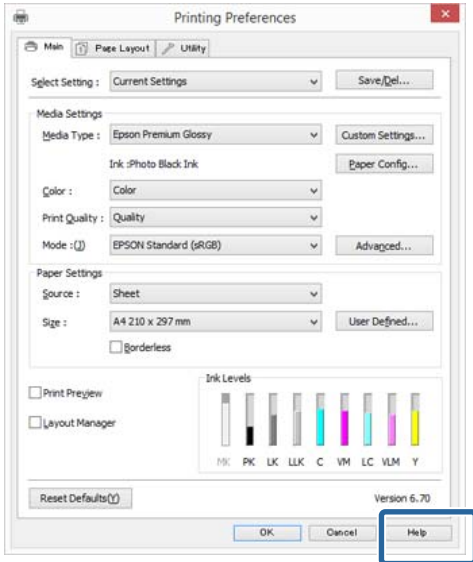 Printing Preferences
Main Page Layout Utility
Select Setting : Current Settings Save/Del...
Media Settings
Media Type : Epson Premium Glossy Custom Settings...
Ink :Photo Black Ink Paper Config...
Color : Color
Print Quality : Quality
Mode :(J) EPSON Standard (sRGB) Advanced...
Paper Settings
Source : Sheet
Size : A4 210 x 297 mm User Defined...
Borderless
Print Preview
Layout Manager
Ink Levels
MK PK LK LLK C VM LC VLM Y
Reset Defaults(Y) Version 6.70
OK Cancel Help